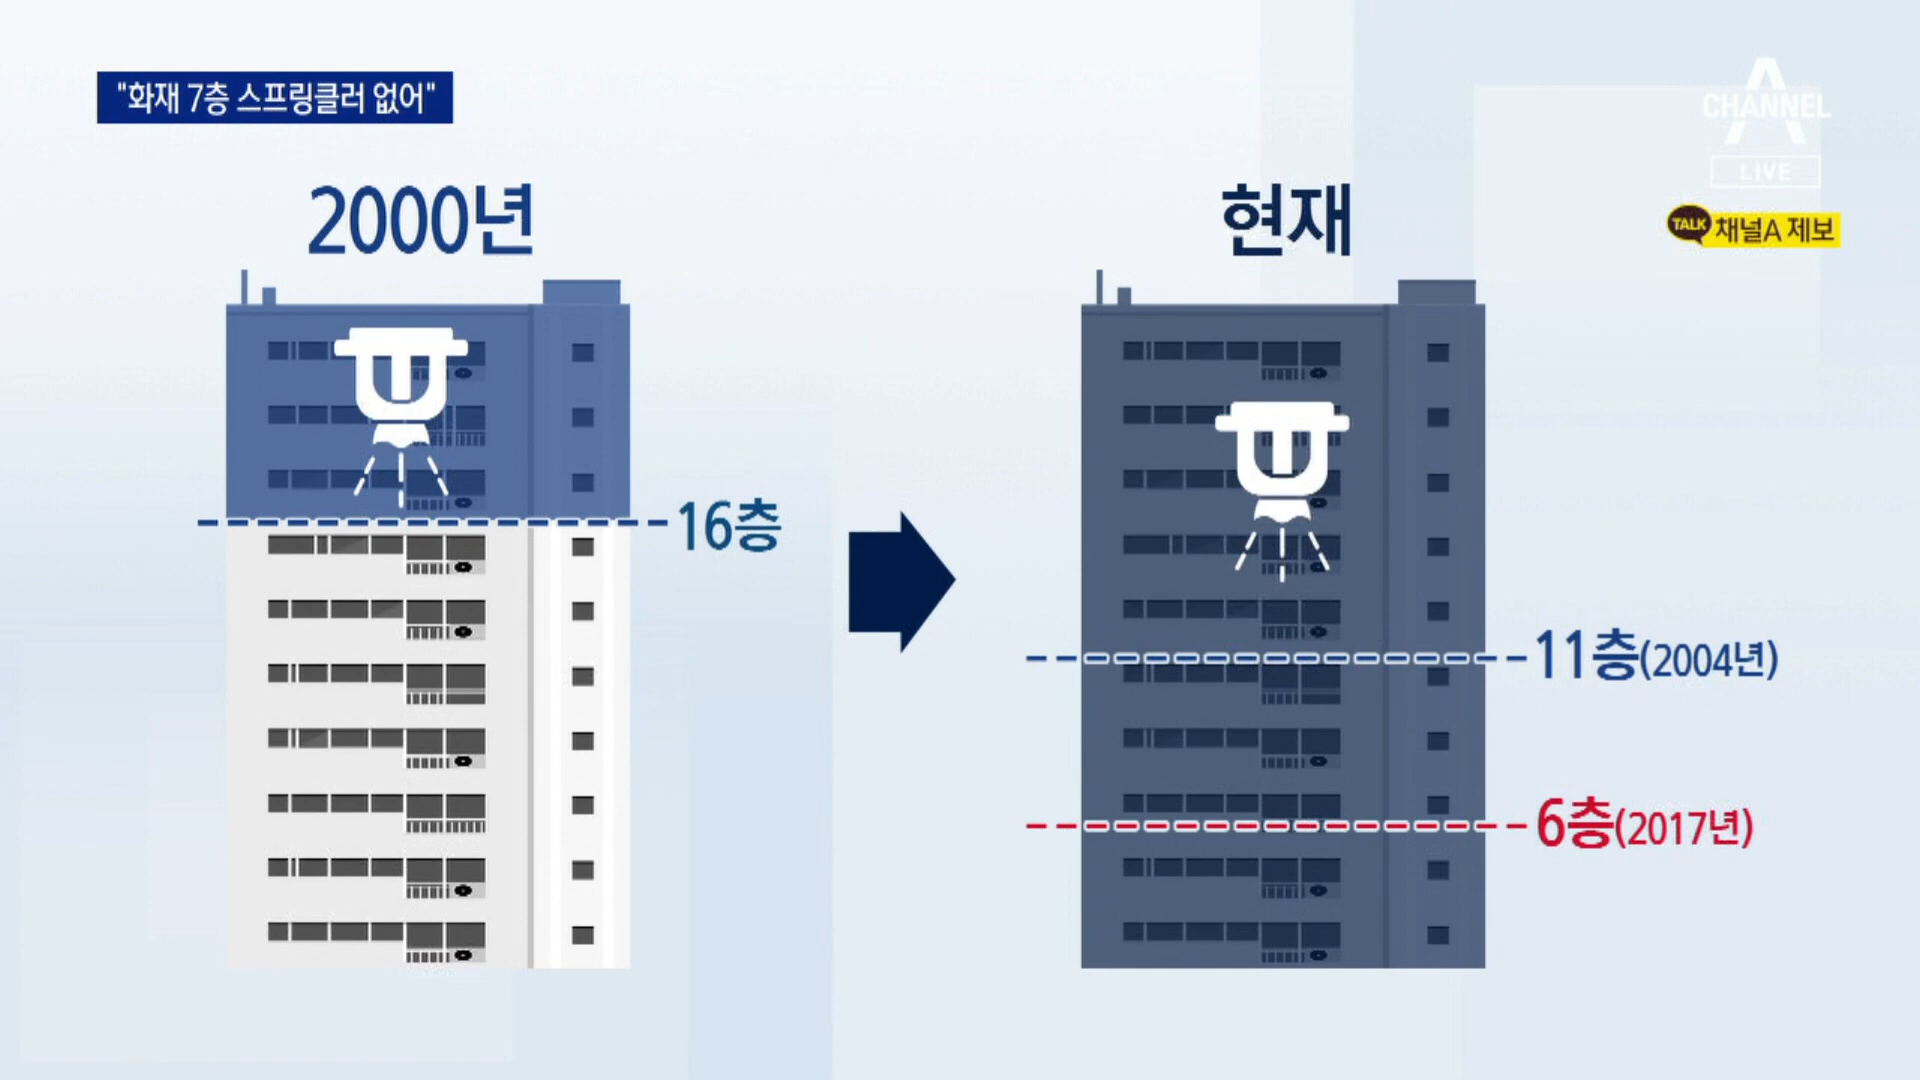 "화재 7층 스프링클러 없어"
CHANNEL A
LIVE
TALK 채널A 제보
2000년
현재
16층
11층(2004년)
6층(2017년)